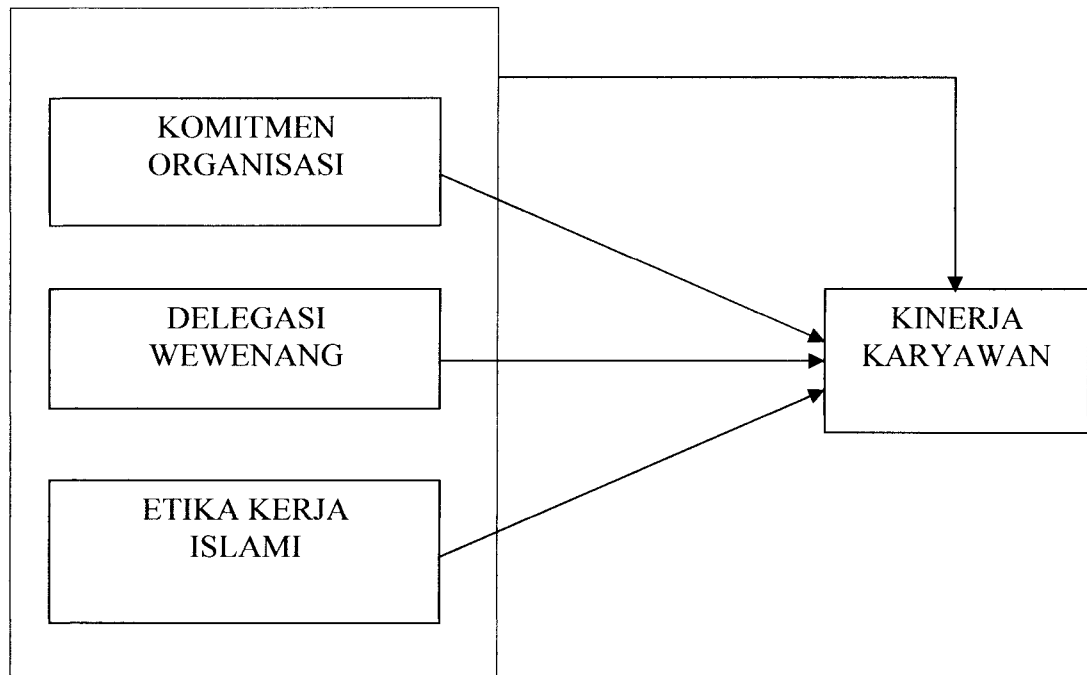 KOMITMEN
ORGANISASI
DELEGASI
WEWENANG
KINERJA
KARYAWAN
ETIKA KERJA
ISLAMI